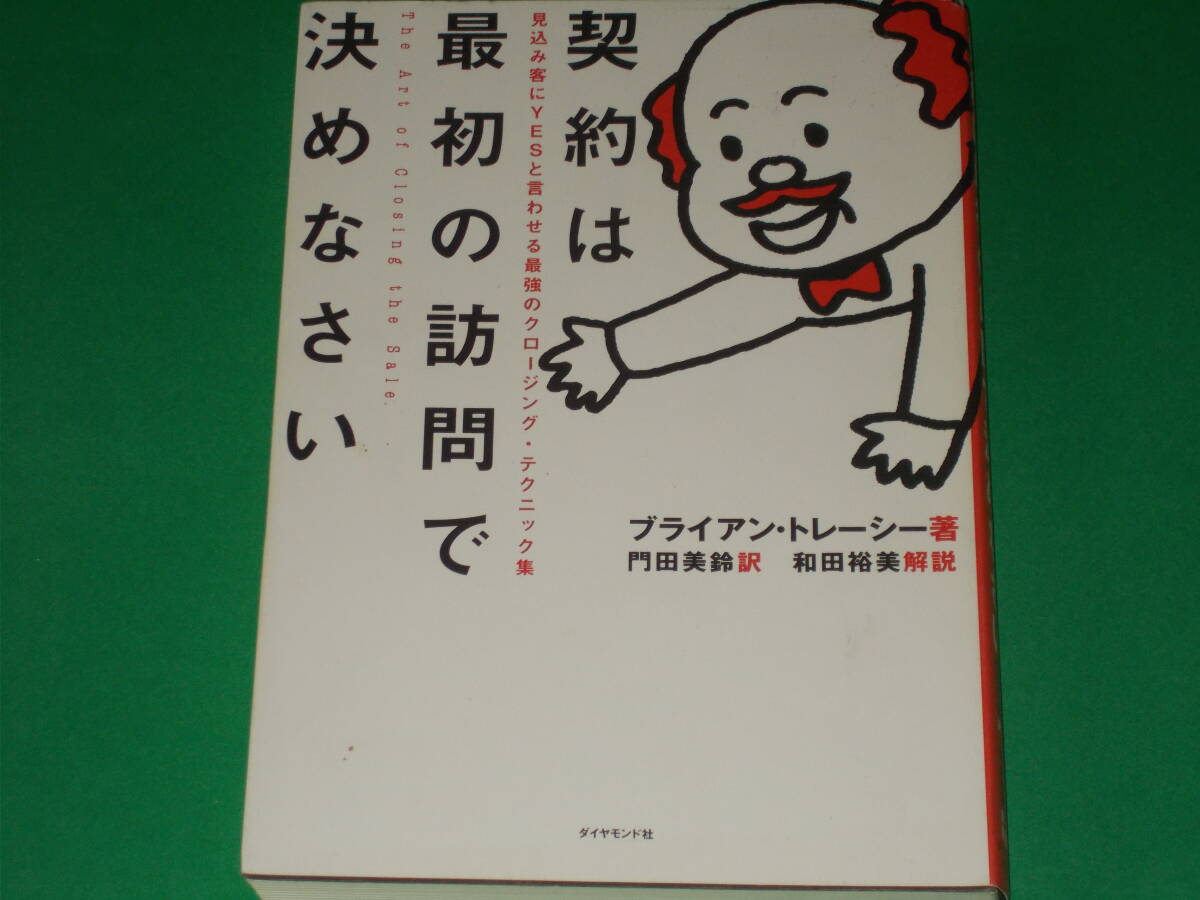 契約は
最初の訪問で
決めなさい
見込み客にYESと言わせる最強のクロージング・テクニック集
The Art of Closing the Sale.
ブライアン・トレーシー著
門田美鈴訳 和田裕美解説
ダイヤモンド社